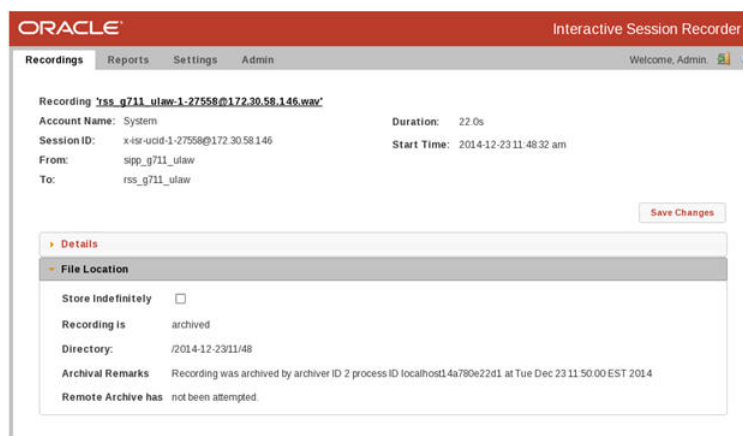 ORACLE
Interactive Session Recorder
Recordings Reports Settings Admin Welcome, Admin.
Recording 'rss_g711_ulaw-1-27558@172.30.58.146.wav'
Account Name: System Duration: 22.0s
Session ID: x-isr-ucid-1-27558@172.30.58.146 Start Time: 2014-12-23 11:48:32 am
From: sipp_g711_ulaw
To: rss_g711_ulaw
Save Changes
Details
File Location
Store Indefinitely
Recording is archived
Directory: /2014-12-23/11/48
Archival Remarks Recording was archived by archiver ID 2 process ID localhost14a780e22d1 at Tue Dec 23 11:50:00 EST 2014
Remote Archive has not been attempted.